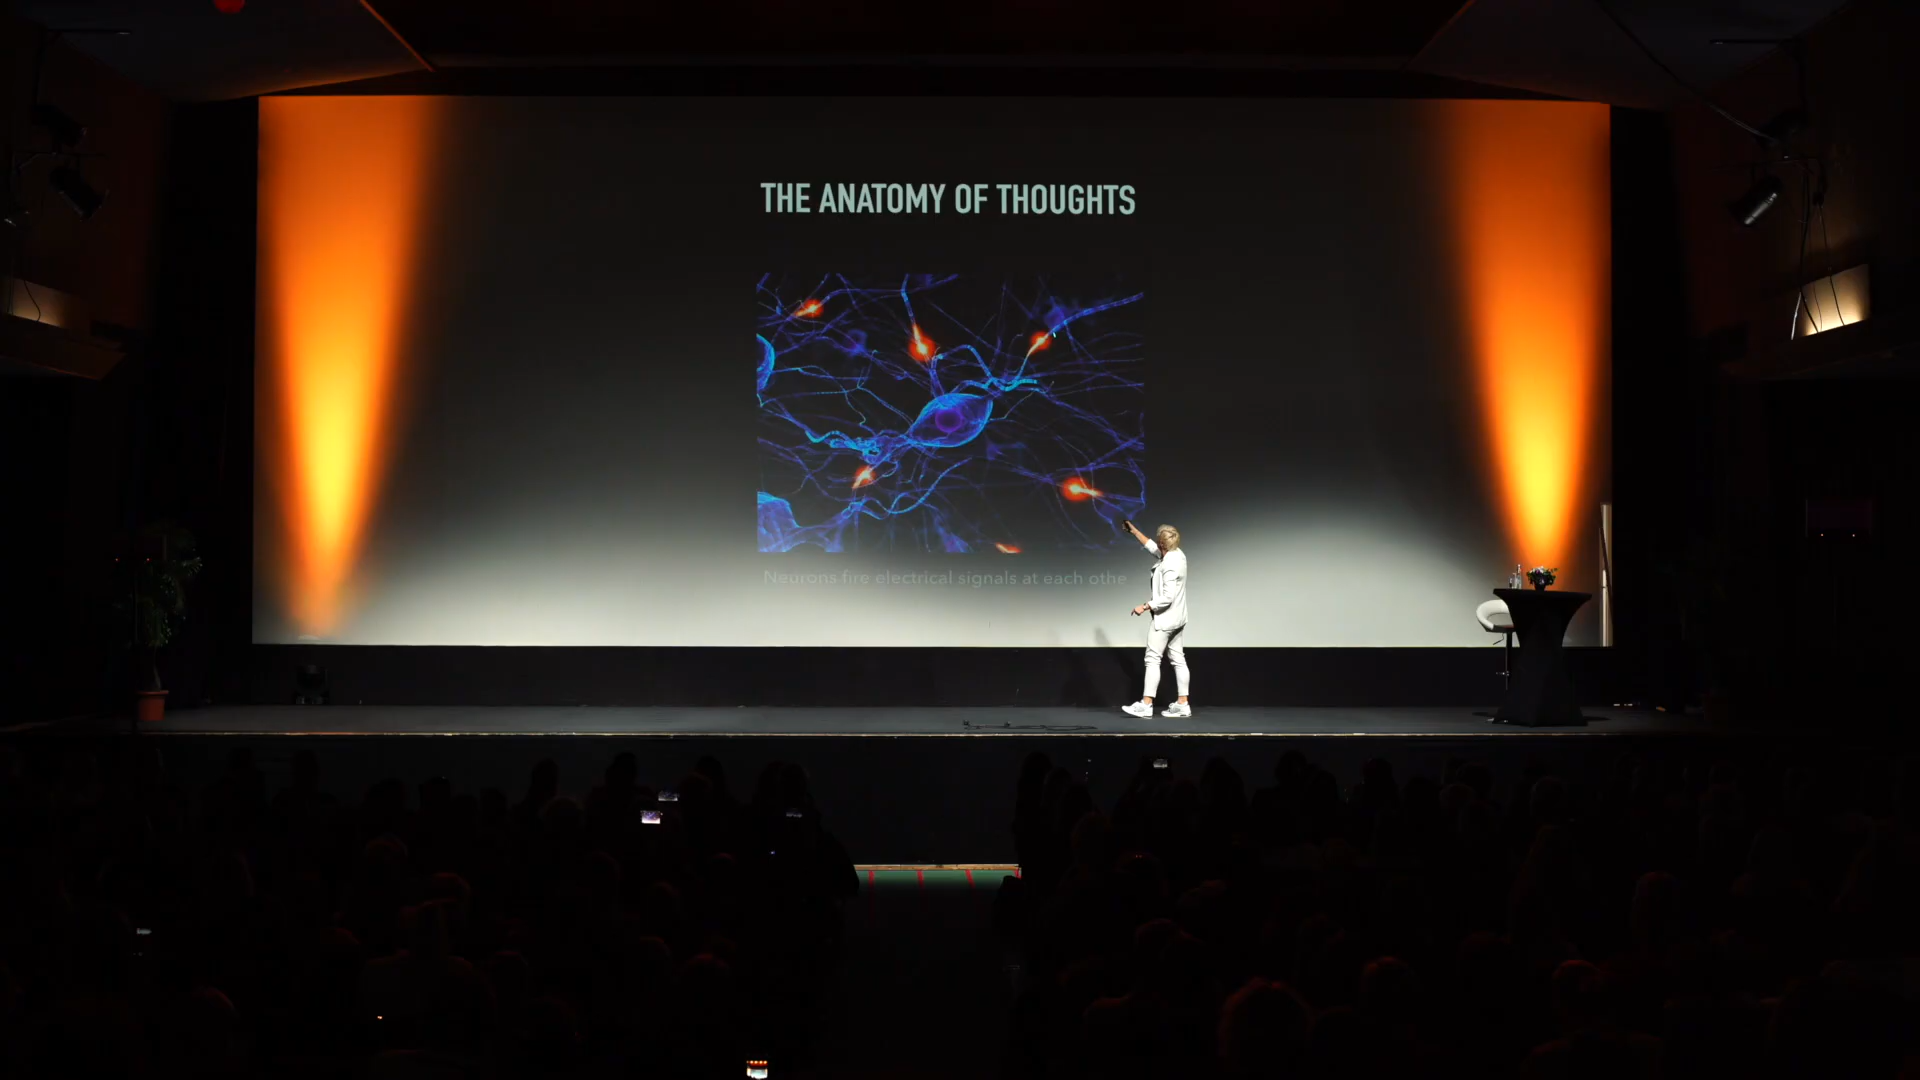 THE ANATOMY OF THOUGHTS
Neurons fire electrical signals at each othe